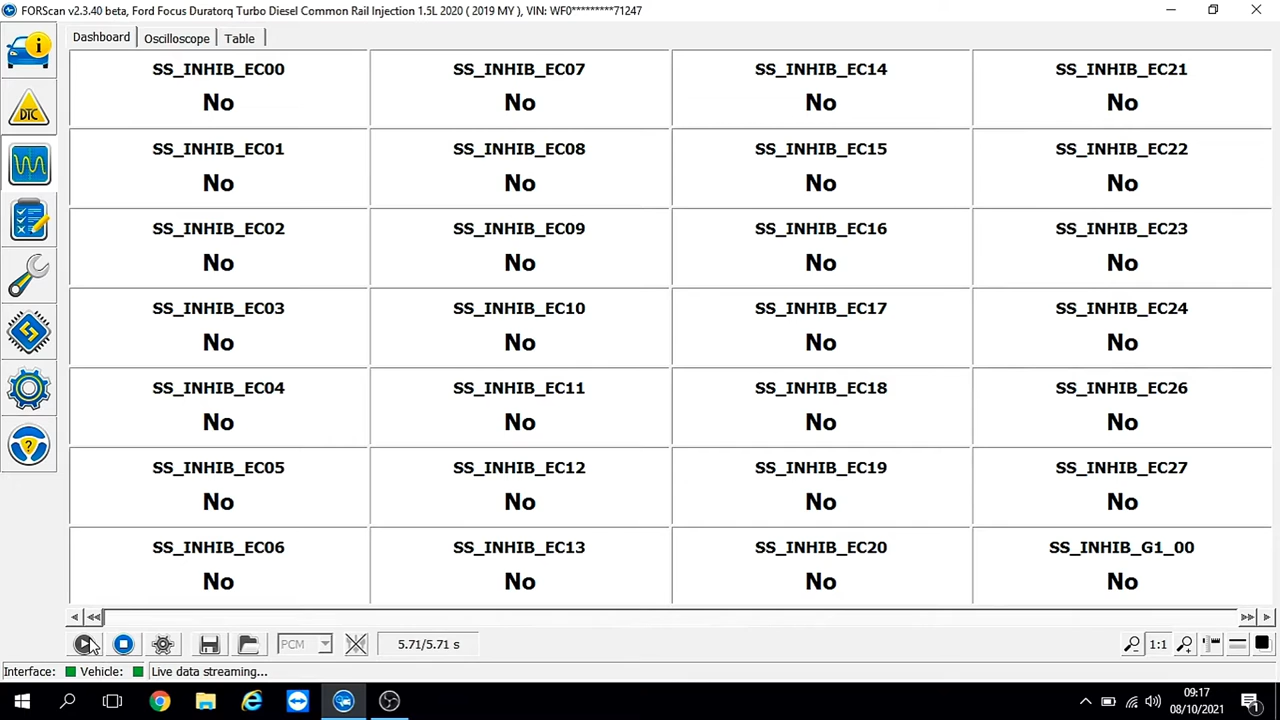 FORScan v2.3.40 beta, Ford Focus Duratorq Turbo Diesel Common Rail Injection 1.5L 2020 ( 2019 MY ), VIN: WF0*********71247
Dashboard Oscilloscope Table
DTC
SS_INHIB_EC00 SS_INHIB_EC07 SS_INHIB_EC14 SS_INHIB_EC21
No No No No
SS_INHIB_EC01 SS_INHIB_EC08 SS_INHIB_EC15 SS_INHIB_EC22
No No No No
SS_INHIB_EC02 SS_INHIB_EC09 SS_INHIB_EC16 SS_INHIB_EC23
No No No No
SS_INHIB_EC03 SS_INHIB_EC10 SS_INHIB_EC17 SS_INHIB_EC24
No No No No
SS_INHIB_EC04 SS_INHIB_EC11 SS_INHIB_EC18 SS_INHIB_EC26
No No No No
SS_INHIB_EC05 SS_INHIB_EC12 SS_INHIB_EC19 SS_INHIB_EC27
No No No No
SS_INHIB_EC06 SS_INHIB_EC13 SS_INHIB_EC20 SS_INHIB_G1_00
No No No No
PCM 5.71/5.71 s 1:1
Interface: Vehicle: Live data streaming...
09:17
08/10/2021
1